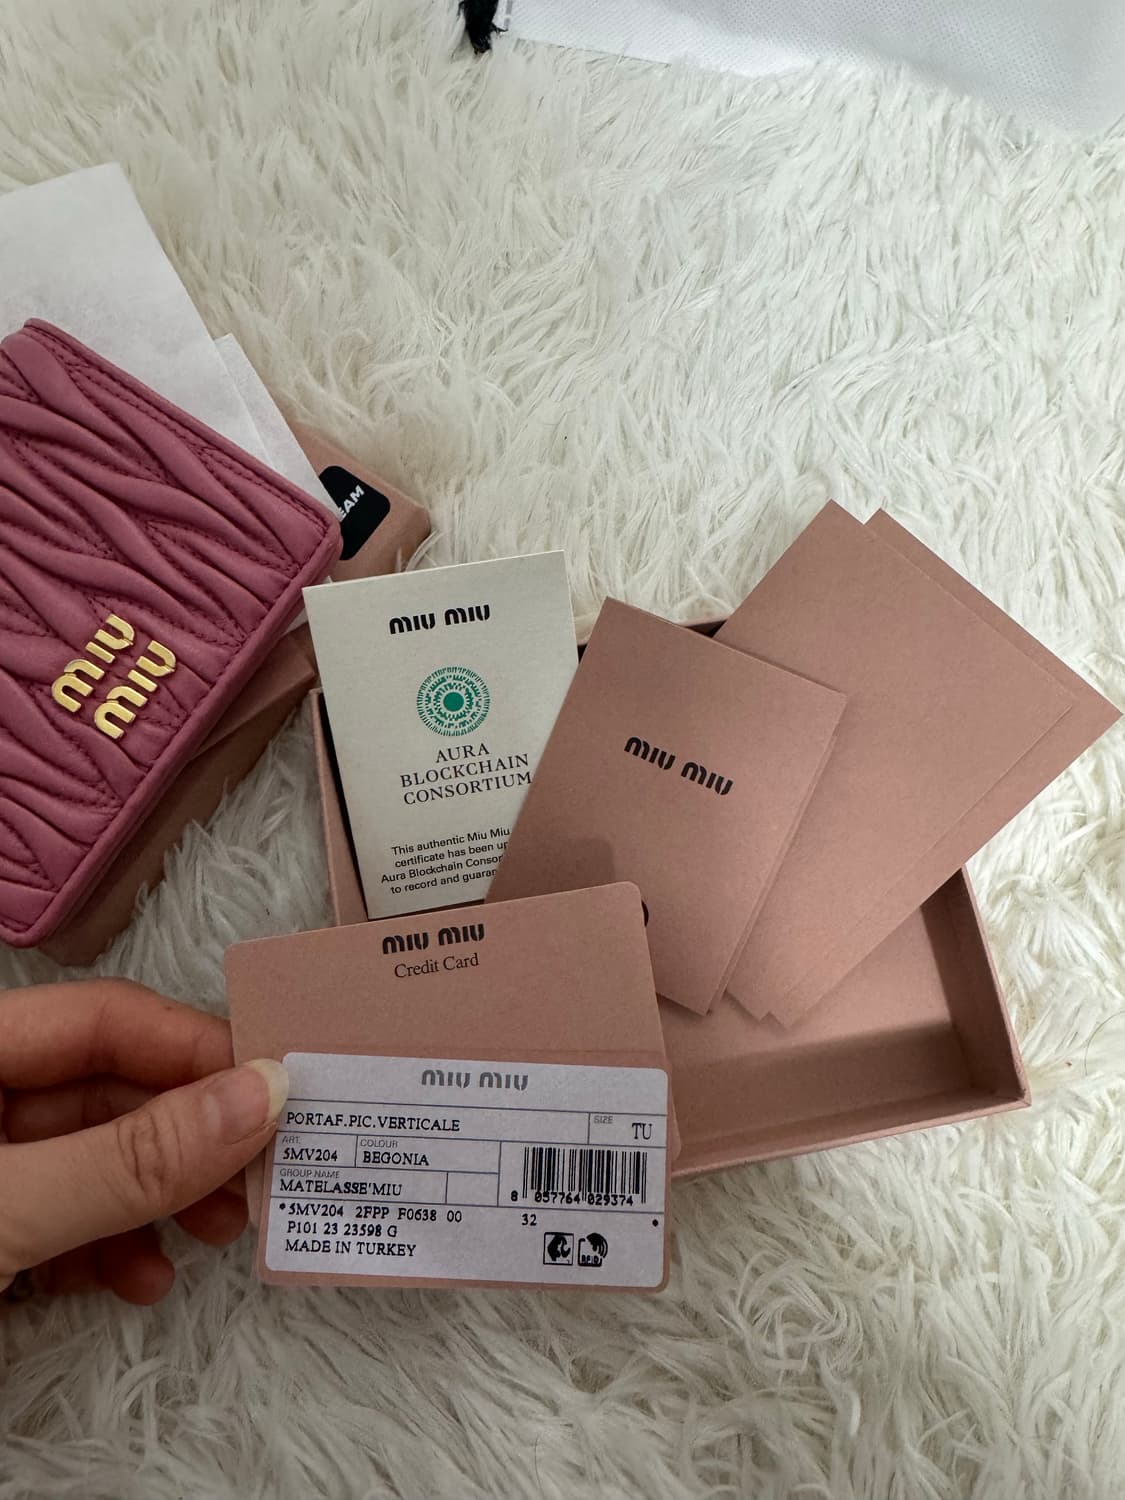 EAM
MIU
MIU
MIU MIU
AURA
BLOCKCHAIN
CONSORTIUM
This authentic Miu Miu
certificate has been
Aura Blockchain
to record and
MIU MIU
MIU MIU
Credit Card
MIU MIU
PORTAF.PIC.VERTICALE
SIZE
TU
ART.
5MV204
COLOUR
BEGONIA
GROUP NAME
MATELASSE'MIU
8 057764 029374
*5MV204 2FPP F0638 00 32
P101 23 23598 G
MADE IN TURKEY
RFID